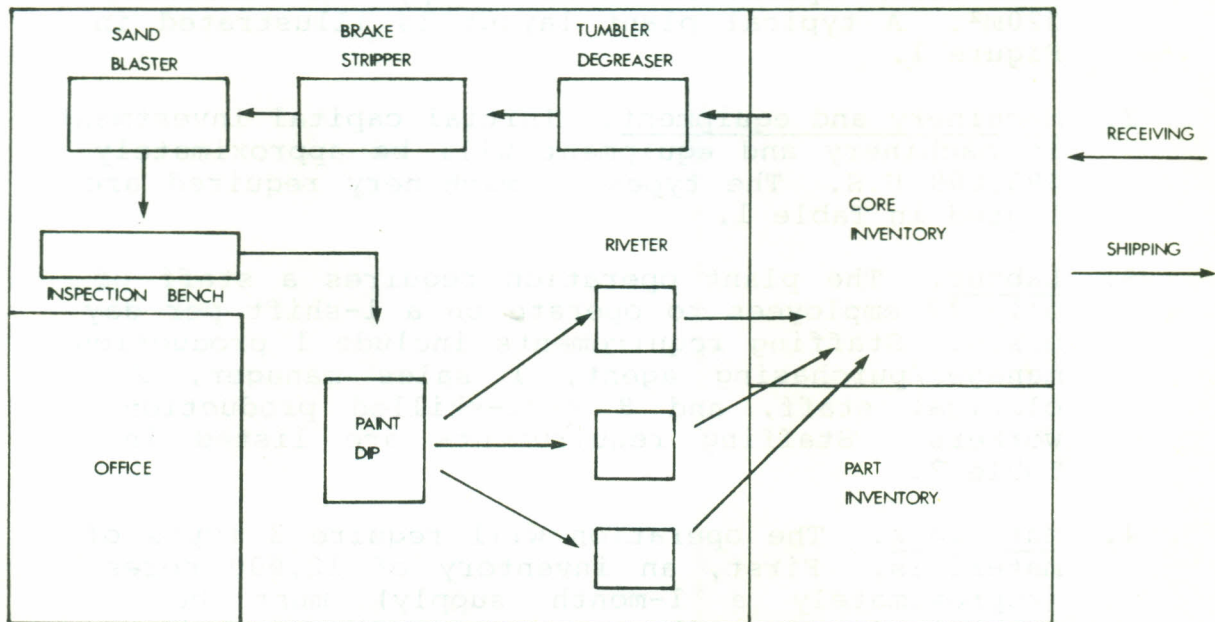 SAND
BLASTER
BRAKE
STRIPPER
TUMBLER
DEGREASER
RECEIVING
CORE
INVENTORY
SHIPPING
RIVETER
INSPECTION BENCH
PAINT
DIP
OFFICE
PART
INVENTORY